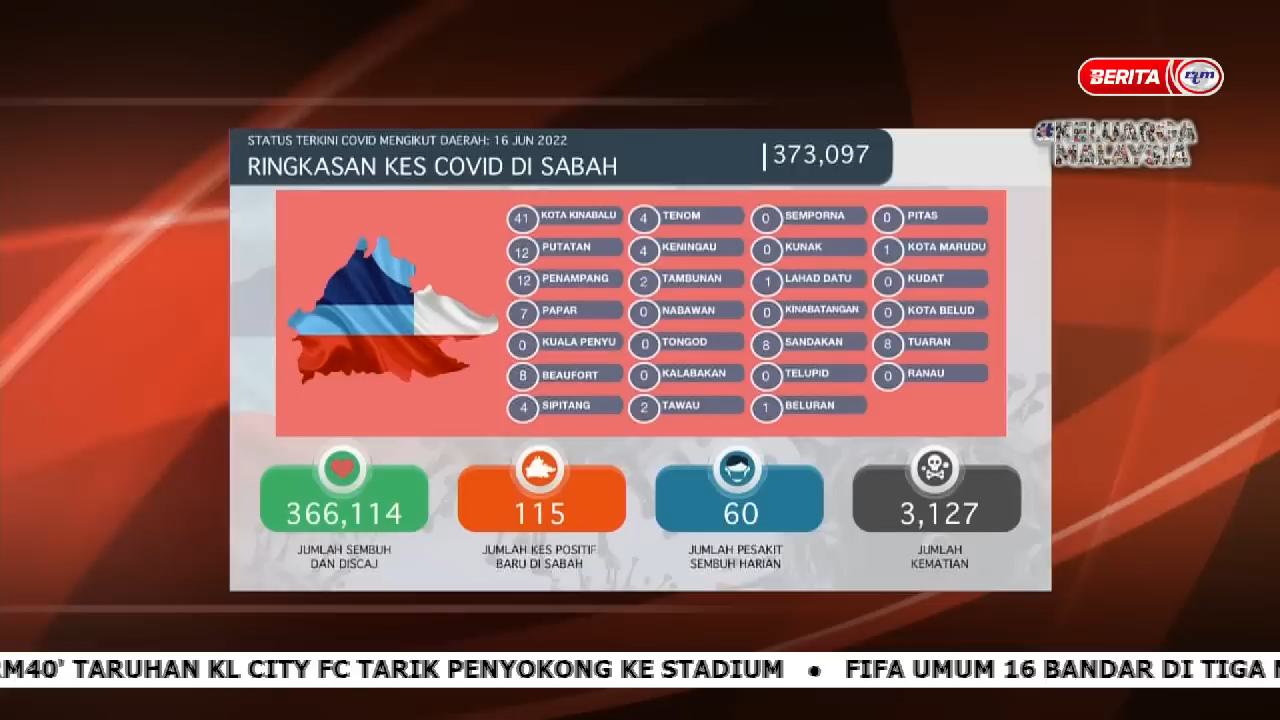 BERITA rtm
#KELUARGA
MALAYSIA
STATUS TERKINI COVID MENGIKUT DAERAH: 16 JUN 2022
RINGKASAN KES COVID DI SABAH
373,097
41 KOTA KINABALU
12 PUTATAN
12 PENAMPANG
7 PAPAR
0 KUALA PENYU
8 BEAUFORT
4 SIPITANG
4 TENOM
4 KENINGAU
2 TAMBUNAN
0 NABAWAN
0 TONGOD
0 KALABAKAN
2 TAWAU
0 SEMPORNA
0 KUNAK
1 LAHAD DATU
0 KINABATANGAN
8 SANDAKAN
0 TELUPID
1 BELURAN
0 PITAS
1 KOTA MARUDU
0 KUDAT
0 KOTA BELUD
8 TUARAN
0 RANAU
366,114
JUMLAH SEMBUH
DAN DISCAJ
115
JUMLAH KES POSITIF
BARU DI SABAH
60
JUMLAH PESAKIT
SEMBUH HARIAN
3,127
JUMLAH
KEMATIAN
RM40' TARUHAN KL CITY FC TARIK PENYOKONG KE STADIUM • FIFA UMUM 16 BANDAR DI TIGA